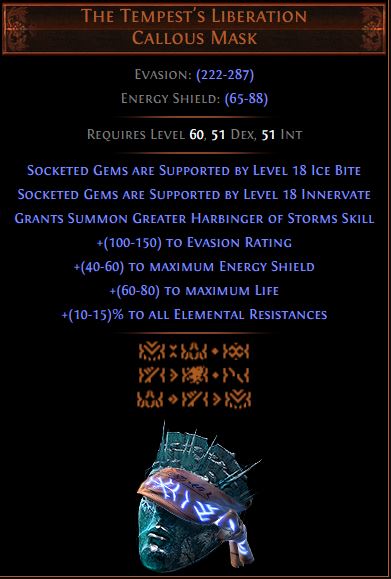 The Tempest's Liberation
Callous Mask
Evasion: (222-287)
Energy Shield: (65-88)
Requires Level 60, 51 Dex, 51 Int
Socketed Gems are Supported by Level 18 Ice Bite
Socketed Gems are Supported by Level 18 Innervate
Grants Summon Greater Harbinger of Storms Skill
+(100-150) to Evasion Rating
+(40-60) to maximum Energy Shield
+(60-80) to maximum Life
+(10-15)% to all Elemental Resistances